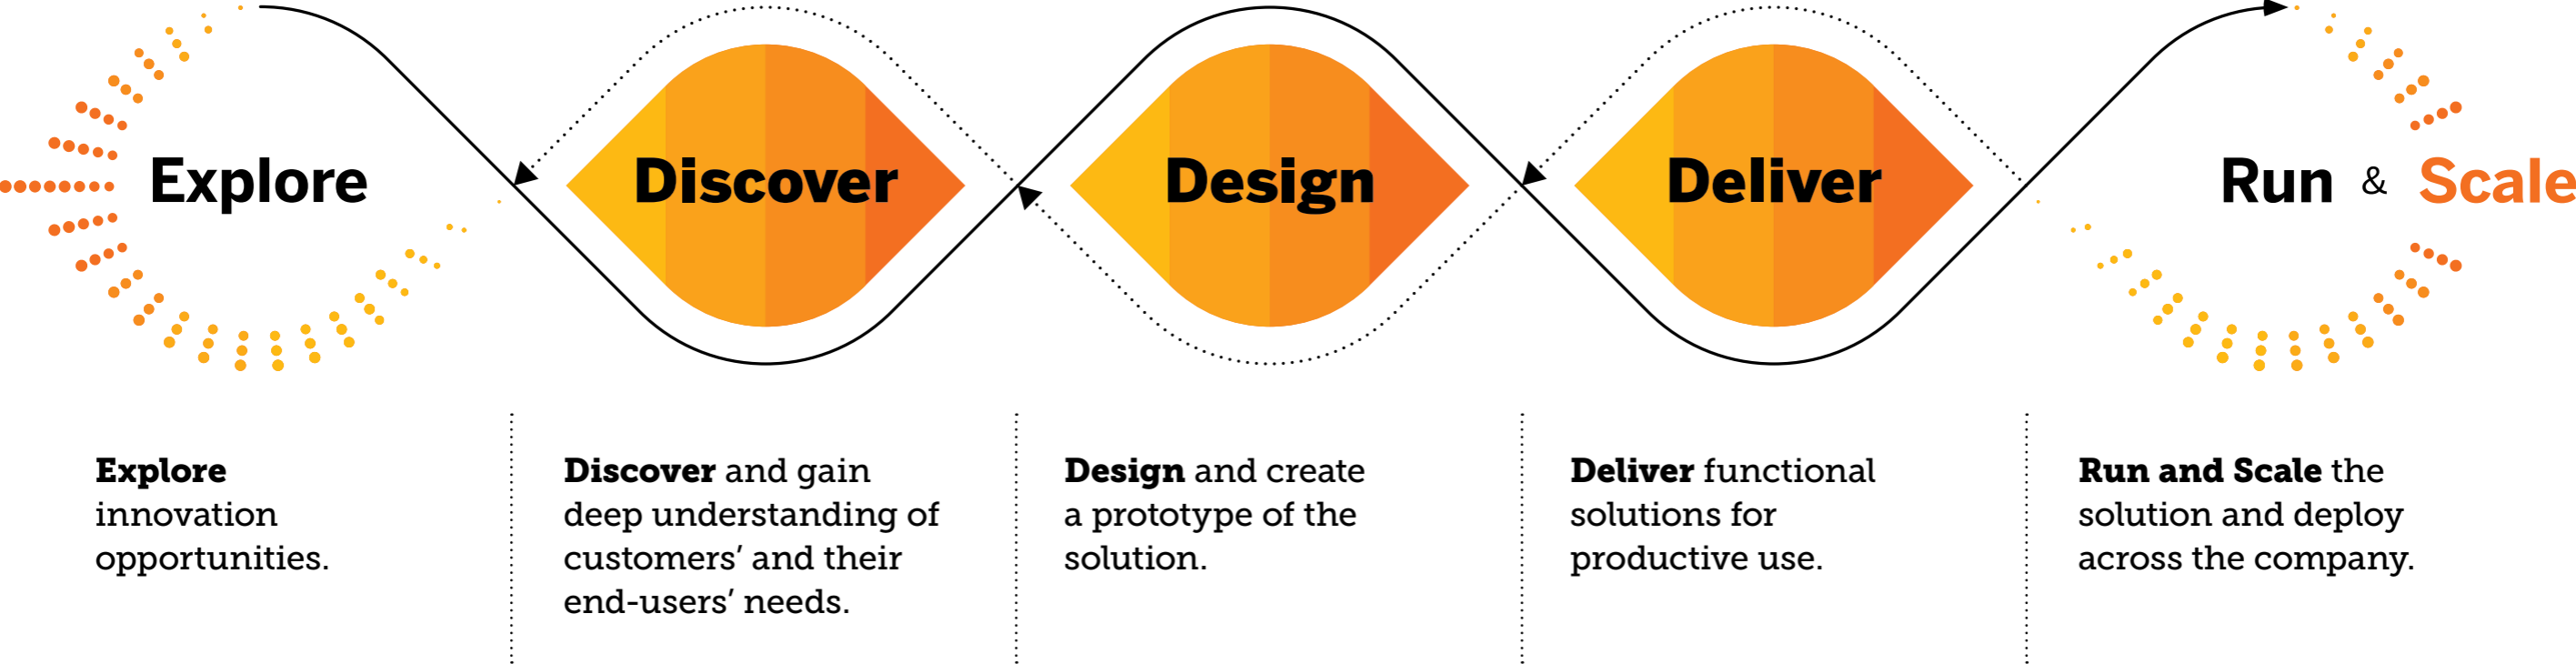 Explore
Discover
Design
Deliver
Run & Scale
Explore
innovation
opportunities.
Discover and gain
deep understanding of
customers’ and their
end-users’ needs.
Design and create
a prototype of the
solution.
Deliver functional
solutions for
productive use.
Run and Scale the
solution and deploy
across the company.